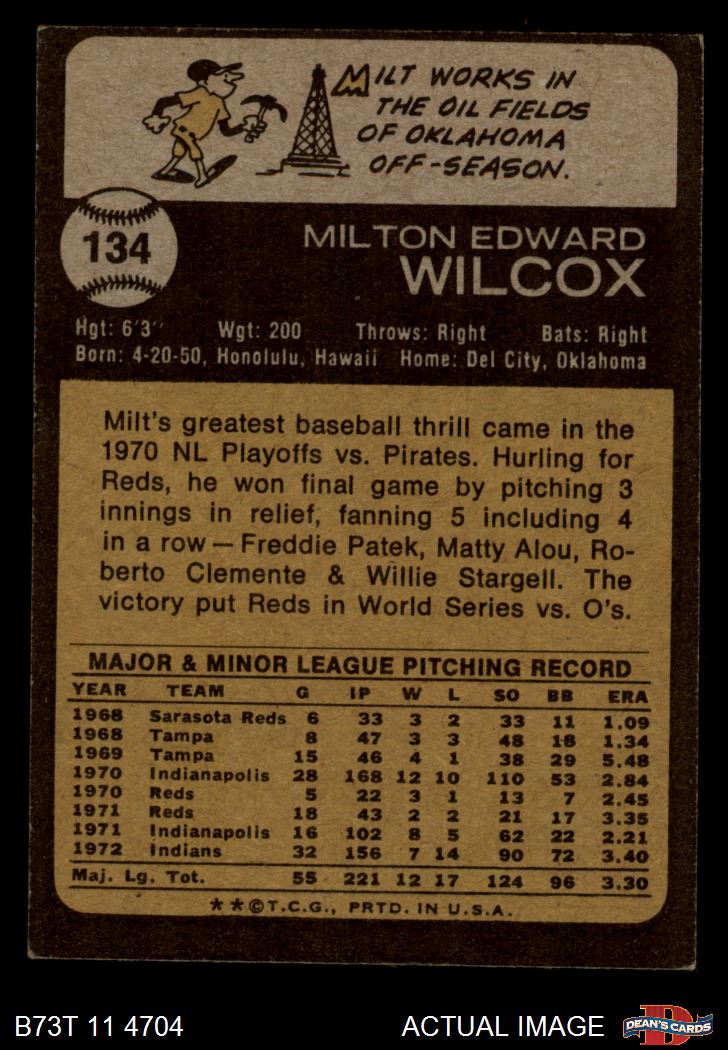 MILT WORKS IN
THE OIL FIELDS
OF OKLAHOMA
OFF-SEASON.
134
MILTON EDWARD
WILCOX
Hgt: 6'3" Wgt: 200 Throws: Right Bats: Right
Born: 4-20-50, Honolulu, Hawaii Home: Del City, Oklahoma
Milt's greatest baseball thrill came in the
1970 NL Playoffs vs. Pirates. Hurling for
Reds, he won final game by pitching 3
innings in relief, fanning 5 including 4
in a row — Freddie Patek, Matty Alou, Ro-
berto Clemente & Willie Stargell. The
victory put Reds in World Series vs. O's.
MAJOR & MINOR LEAGUE PITCHING RECORD
YEAR TEAM G IP W L SO BB ERA
1968 Sarasota Reds 6 33 3 2 33 11 1.09
1968 Tampa 8 47 3 3 48 18 1.34
1969 Tampa 15 46 4 1 38 29 5.48
1970 Indianapolis 28 168 12 10 110 53 2.84
1970 Reds 5 22 3 1 13 7 2.45
1971 Reds 18 43 2 2 21 17 3.35
1971 Indianapolis 16 102 8 5 62 22 2.21
1972 Indians 32 156 7 14 90 72 3.40
Maj. Lg. Tot. 55 221 12 17 124 96 3.30
**©T.C.G., PRTD. IN U.S.A.
B73T 11 4704 ACTUAL IMAGE D DEAN'S CARDS